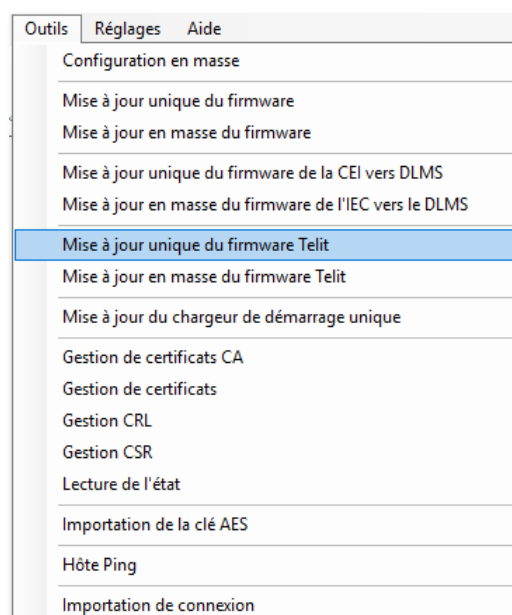 Outils Réglages Aide
Configuration en masse
Mise à jour unique du firmware
Mise à jour en masse du firmware
Mise à jour unique du firmware de la CEI vers DLMS
Mise à jour en masse du firmware de l'IEC vers le DLMS
Mise à jour unique du firmware Telit
Mise à jour en masse du firmware Telit
Mise à jour du chargeur de démarrage unique
Gestion de certificats CA
Gestion de certificats
Gestion CRL
Gestion CSR
Lecture de l'état
Importation de la clé AES
Hôte Ping
Importation de connexion